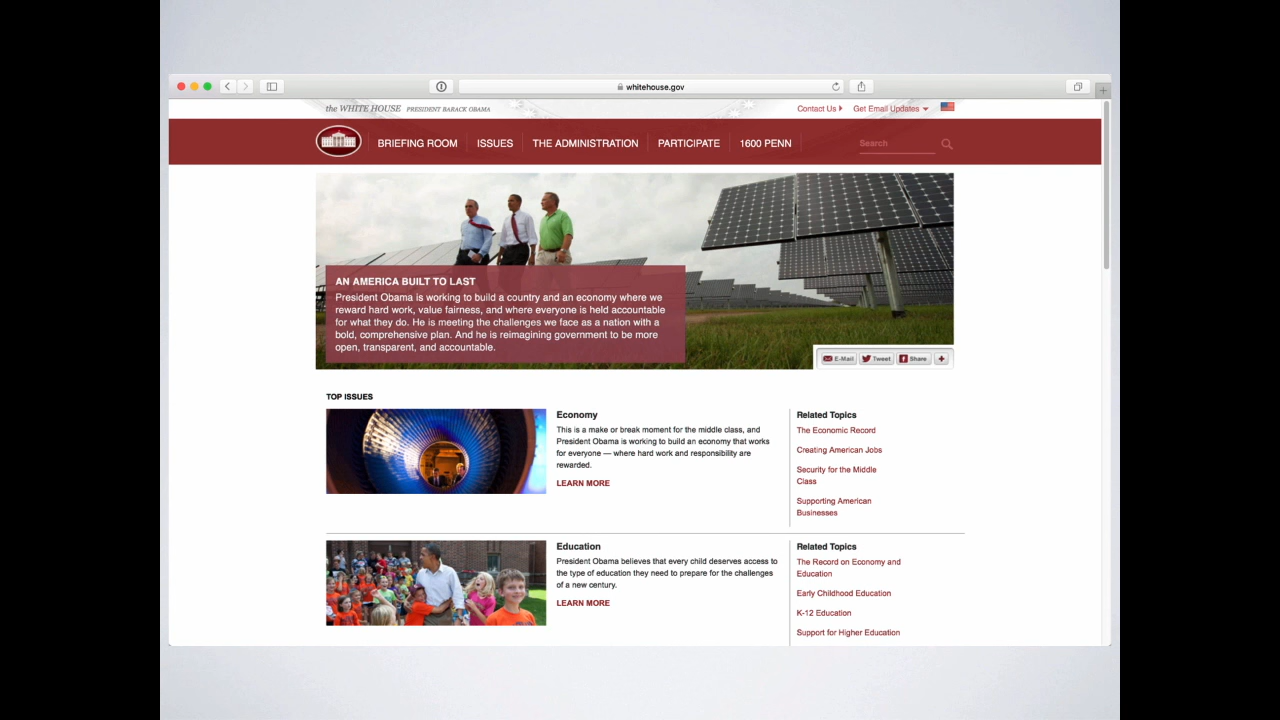 whitehouse.gov
the WHITE HOUSE PRESIDENT BARACK OBAMA
Contact Us
Get Email Updates
BRIEFING ROOM
ISSUES
THE ADMINISTRATION
PARTICIPATE
1600 PENN
Search
AN AMERICA BUILT TO LAST
President Obama is working to build a country and an economy where we
reward hard work, value fairness, and where everyone is held accountable
for what they do. He is meeting the challenges we face as a nation with a
bold, comprehensive plan. And he is reimagining government to be more
open, transparent, and accountable.
E-Mail
Tweet
Share
TOP ISSUES
Economy
This is a make or break moment for the middle class, and
President Obama is working to build an economy that works
for everyone — where hard work and responsibility are
rewarded.
LEARN MORE
Related Topics
The Economic Record
Creating American Jobs
Security for the Middle
Class
Supporting American
Businesses
Education
President Obama believes that every child deserves access to
the type of education they need to prepare for the challenges
of a new century.
LEARN MORE
Related Topics
The Record on Economy and
Education
Early Childhood Education
K-12 Education
Support for Higher Education